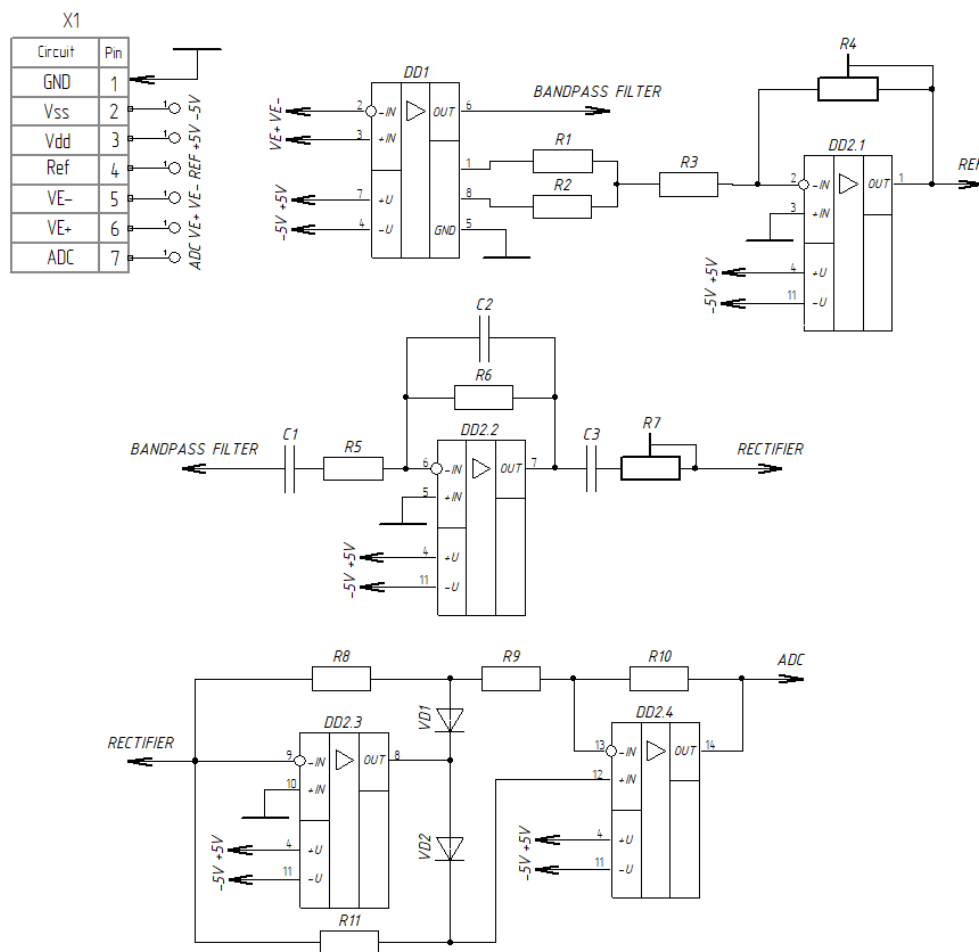 X1
Circuit Pin
GND 1
Vss 2 1 -5V
Vdd 3 1 +5V
Ref 4 1 REF
VE- 5 1 VE-
VE+ 6 1 VE+
ADC 7 1 ADC
DD1
VE- 2 -IN OUT 6 BANDPASS FILTER
VE+ 3 +IN
1 R1
+5V 7 +U 8 R2
-5V 4 -U GND 5
R3
R4
DD2.1
2 -IN OUT 1 REF
3 +IN
+5V 4 +U
-5V 11 -U
C2
R6
BANDPASS FILTER C1 R5
DD2.2
6 -IN OUT 7 C3 R7 RECTIFIER
5 +IN
+5V 4 +U
-5V 11 -U
R8 R9 R10 ADC
VD1
RECTIFIER
DD2.3
9 -IN OUT 8
10 +IN
+5V 4 +U
-5V 11 -U
VD2
R11
DD2.4
13 -IN OUT 14
12 +IN
+5V 4 +U
-5V 11 -U